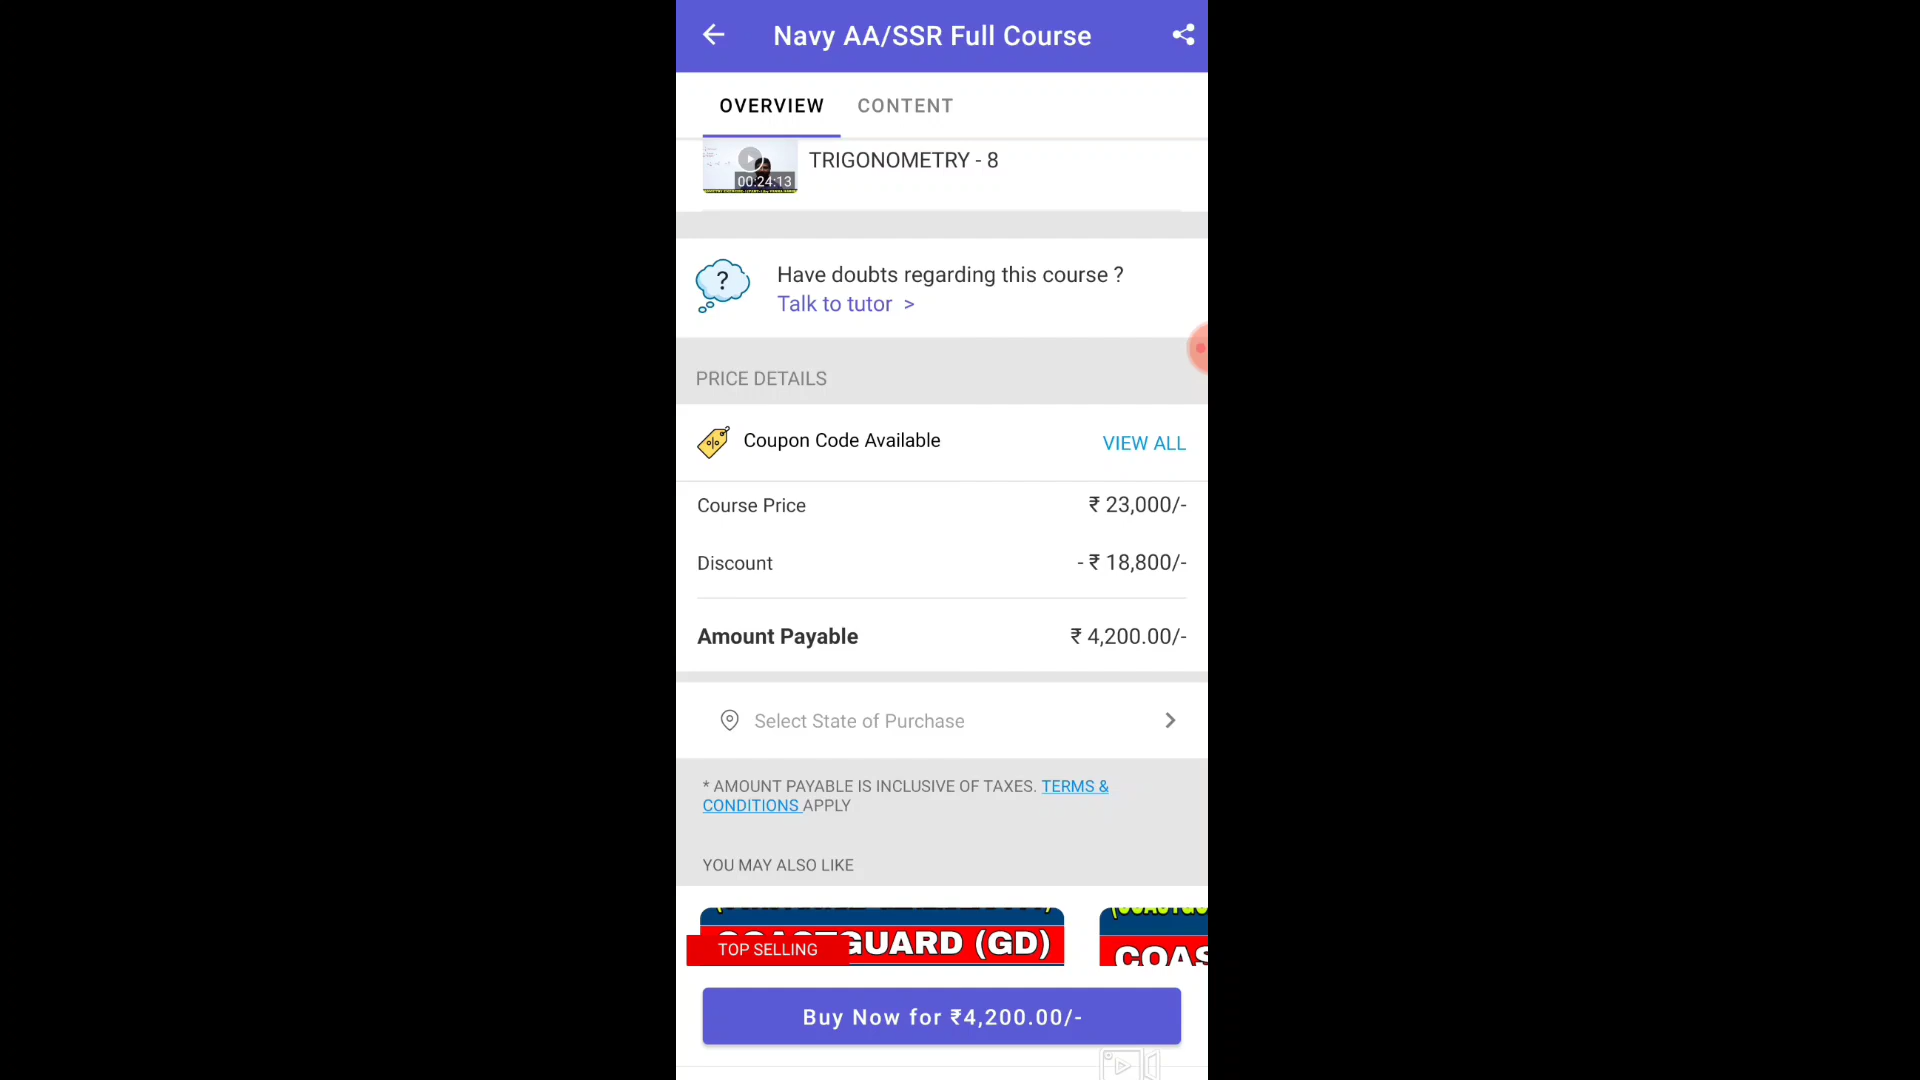 Navy AA/SSR Full Course
OVERVIEW CONTENT
00:24:13
TRIGONOMETRY - 8
?
Have doubts regarding this course ?
Talk to tutor >
PRICE DETAILS
Coupon Code Available VIEW ALL
Course Price ₹ 23,000/-
Discount - ₹ 18,800/-
Amount Payable ₹ 4,200.00/-
Select State of Purchase
* AMOUNT PAYABLE IS INCLUSIVE OF TAXES. TERMS &
CONDITIONS APPLY
YOU MAY ALSO LIKE
COASTGUARD (GD)
TOP SELLING
(COASTGU
COAS
Buy Now for ₹4,200.00/-